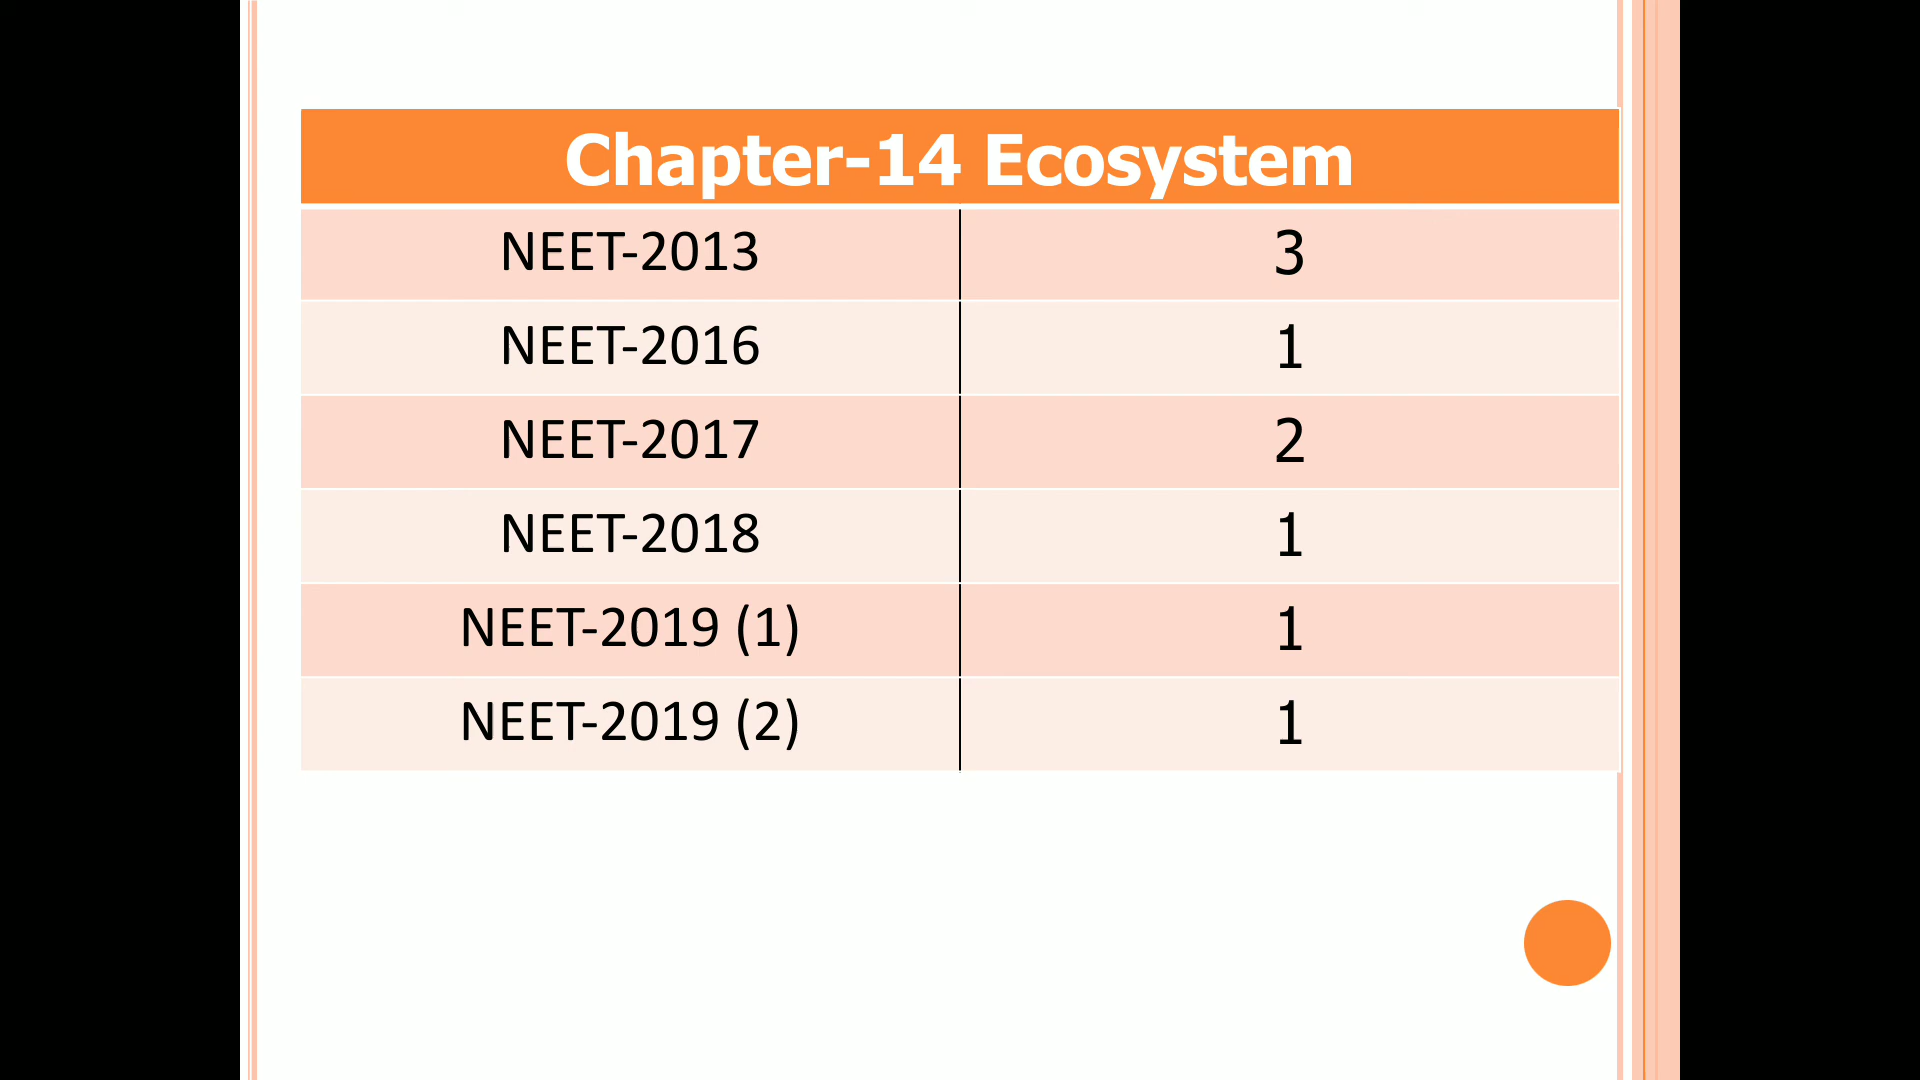 Chapter-14 Ecosystem
NEET-2013 3
NEET-2016 1
NEET-2017 2
NEET-2018 1
NEET-2019 (1) 1
NEET-2019 (2) 1